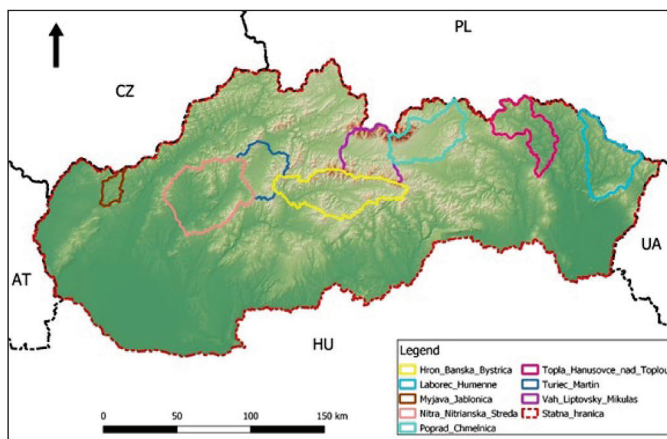 PL
CZ
UA
AT
HU
Legend
Hron_Banska_Bystrica
Laborec_Humenne
Myjava_Jablonica
Nitra_Nitrianska_Streda
Poprad_Chmelnica
Topla_Hanusovce_nad_Toplou
Turiec_Martin
Vah_Liptovsky_Mikulas
Statna_hranica
0 50 100 150 km